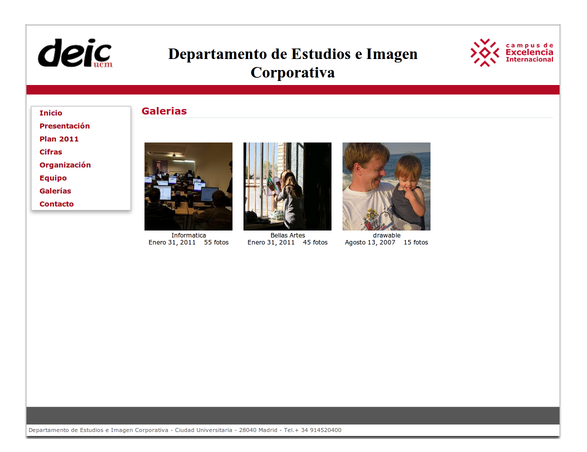 deic
ucm
Departamento de Estudios e Imagen
Corporativa
campus de
Excelencia
Internacional
Inicio
Presentación
Plan 2011
Cifras
Organización
Equipo
Galerias
Contacto
Galerias
Informatica
Enero 31, 2011 55 fotos
Bellas Artes
Enero 31, 2011 45 fotos
drawable
Agosto 13, 2007 15 fotos
Departamento de Estudios e Imagen Corporativa - Ciudad Universitaria - 28040 Madrid - Tel.+ 34 914520400